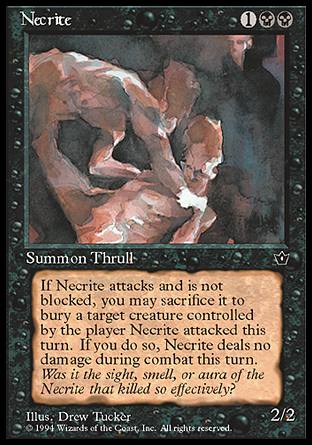 Necrite 1
Summon Thrull
If Necrite attacks and is not
blocked, you may sacrifice it to
bury a target creature controlled
by the player Necrite attacked this
turn. If you do so, Necrite deals no
damage during combat this turn.
Was it the sight, smell, or aura of the
Necrite that killed so effectively?
Illus. Drew Tucker 2/2
© 1994 Wizards of the Coast, Inc. All rights reserved.